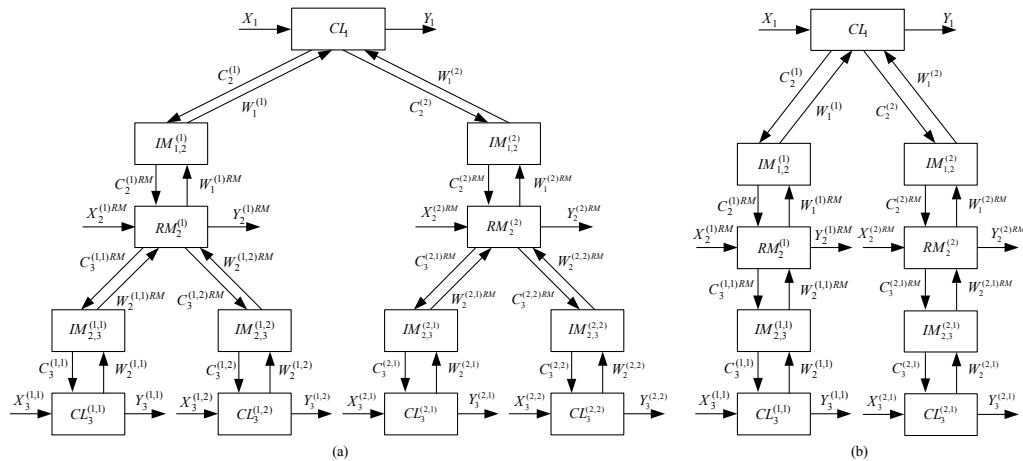 X_1 CL_1 Y_1 X_1 CL_1 Y_1
C_2^{(1)} W_1^{(1)} C_2^{(2)} W_1^{(2)} C_2^{(1)} W_1^{(1)} C_2^{(2)} W_1^{(2)}
IM_{1,2}^{(1)} IM_{1,2}^{(2)} IM_{1,2}^{(1)} IM_{1,2}^{(2)}
C_2^{(1)RM} W_1^{(1)RM} C_2^{(2)RM} W_1^{(2)RM} C_2^{(1)RM} W_1^{(1)RM} C_2^{(2)RM} W_1^{(2)RM}
X_2^{(1)RM} RM_2^{(1)} Y_2^{(1)RM} X_2^{(2)RM} RM_2^{(2)} Y_2^{(2)RM} X_2^{(1)RM} RM_2^{(1)} Y_2^{(1)RM} X_2^{(2)RM} RM_2^{(2)} Y_2^{(2)RM}
C_3^{(1,1)RM} W_2^{(1,1)RM} C_3^{(1,2)RM} W_2^{(1,2)RM} C_3^{(2,1)RM} W_2^{(2,1)RM} C_3^{(2,2)RM} W_2^{(2,2)RM} C_3^{(1,1)RM} W_2^{(1,1)RM} C_3^{(2,1)RM} W_2^{(2,1)RM}
IM_{2,3}^{(1,1)} IM_{2,3}^{(1,2)} IM_{2,3}^{(2,1)} IM_{2,3}^{(2,2)} IM_{2,3}^{(1,1)} IM_{2,3}^{(2,1)}
C_3^{(1,1)} W_2^{(1,1)} C_3^{(1,2)} W_2^{(1,2)} C_3^{(2,1)} W_2^{(2,1)} C_3^{(2,2)} W_2^{(2,2)} C_3^{(1,1)} W_2^{(1,1)} C_3^{(2,1)} W_2^{(2,1)}
X_3^{(1,1)} CL_3^{(1,1)} Y_3^{(1,1)} X_3^{(1,2)} CL_3^{(1,2)} Y_3^{(1,2)} X_3^{(2,1)} CL_3^{(2,1)} Y_3^{(2,1)} X_3^{(2,2)} CL_3^{(2,2)} Y_3^{(2,2)} X_3^{(1,1)} CL_3^{(1,1)} Y_3^{(1,1)} X_3^{(2,1)} CL_3^{(2,1)} Y_3^{(2,1)}
(a) (b)